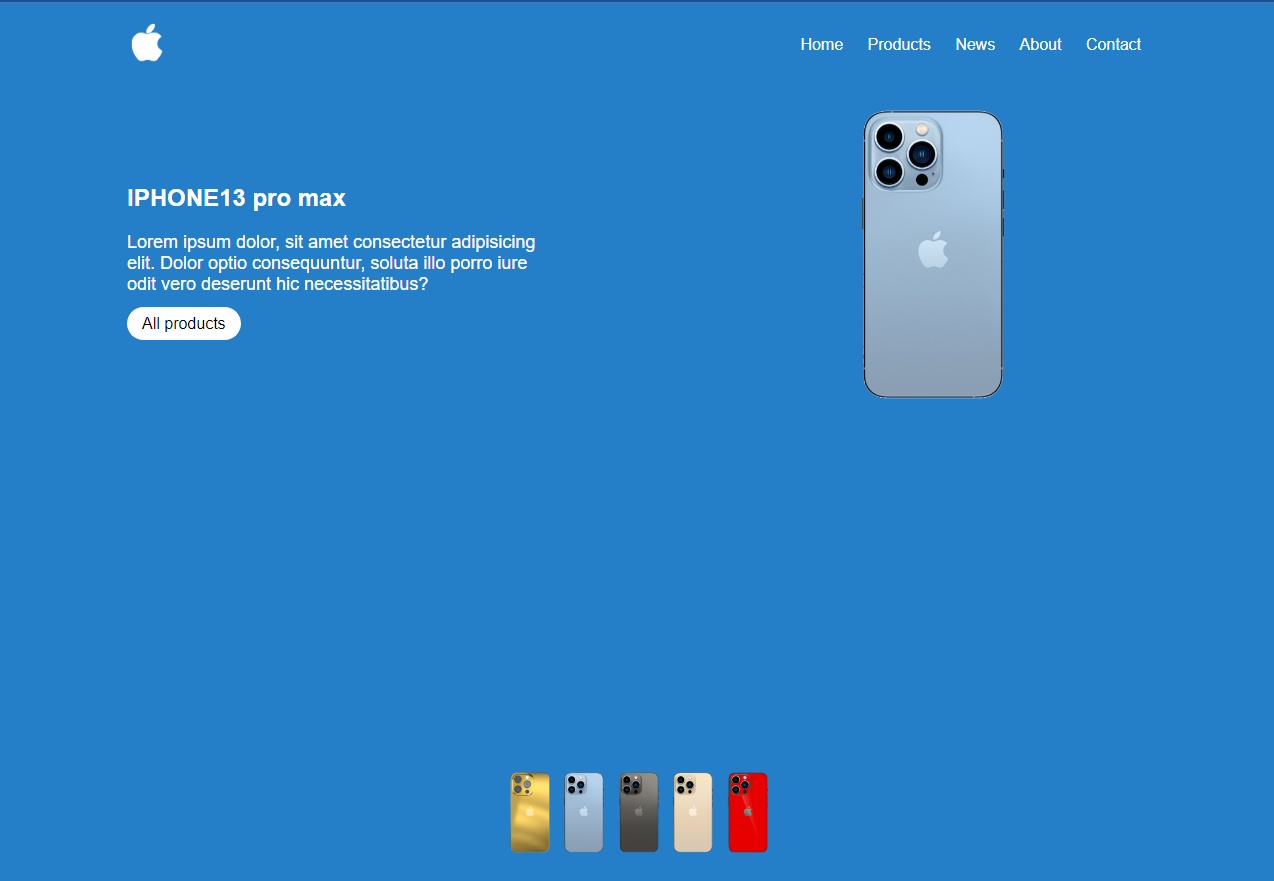 Home Products News About Contact
IPHONE13 pro max
Lorem ipsum dolor, sit amet consectetur adipisicing
elit. Dolor optio consequuntur, soluta illo porro iure
odit vero deserunt hic necessitatibus?
All products